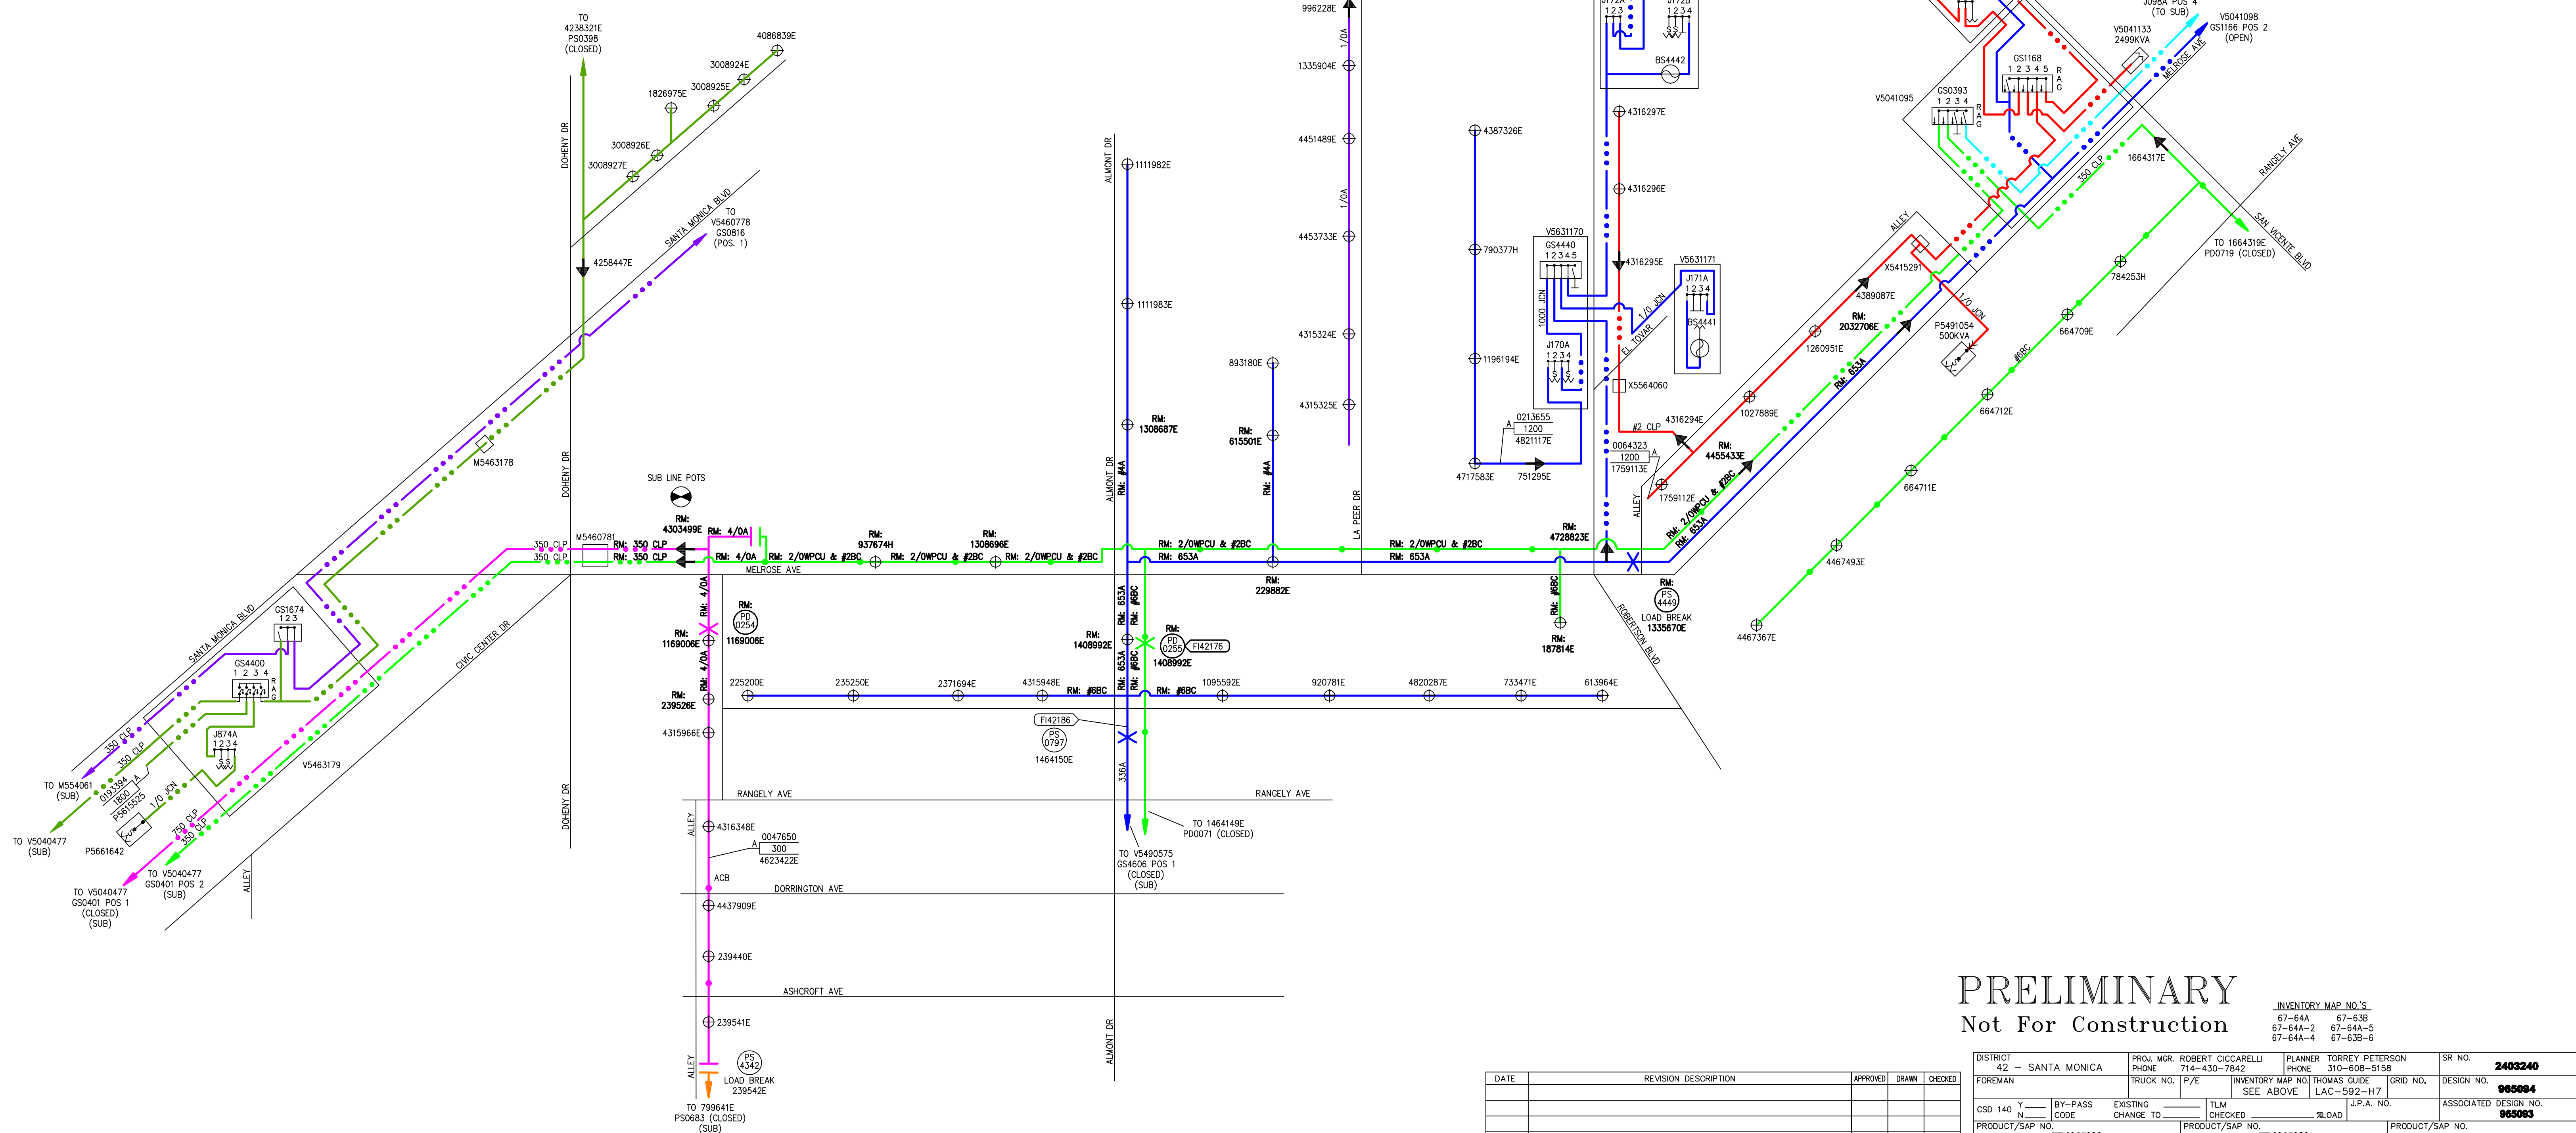 TO
4238321E
PS0398
(CLOSED)
4086839E
3008924E
3008925E
1826975E
3008926E
3008927E
DOHENY DR
SANTA MONICA BLVD
TO
V5460778
GS0816
(POS. 1)
4258447E
DOHENY DR
M5463178
SUB LINE POTS
RM:
4303499E
RM: 4/0A
M5460781
350 CLP
RM: 350 CLP
350 CLP
RM: 350 CLP
RM: 4/0A
RM: 2/0WPCU & #2BC
RM:
937674H
RM: 2/0WPCU & #2BC
RM:
1308696E
RM: 2/0WPCU & #2BC
MELROSE AVE
SANTA MONICA BLVD
CIVIC CENTER DR
GS1674
1 2 3
GS4400
1 2 3 4
R
A
G
J874A
1 2 3 4
S S
V5463179
350 CLP
350 CLP
0193394
1800
P5615525
A
1/0 JCN
750 CLP
350 CLP
TO M554061
(SUB)
TO V5040477
(SUB)
P5661642
TO V5040477
GS0401 POS 1
(CLOSED)
(SUB)
TO V5040477
GS0401 POS 2
(SUB)
ALLEY
DOHENY DR
RM: 4/0A
RM:
1169006E
RM:
PD
0254
1169006E
RM: 4/0A
RM:
239526E
4315966E
225200E
235250E
2371694E
4315948E
RM: #6BC
RM: #6BC
1095592E
920781E
4820287E
733471E
613964E
RANGELY AVE
RANGELY AVE
ALLEY
4316348E
0047650
A
300
4623422E
ACB
DORRINGTON AVE
4437909E
239440E
ASHCROFT AVE
239541E
ALLEY
PS
4342
LOAD BREAK
239542E
TO 799641E
PS0683 (CLOSED)
(SUB)
ALMONT DR
1111982E
1111983E
RM:
1308687E
ALMONT DR
RM: #4A
893180E
RM:
615501E
RM: #4A
RM: 2/0WPCU & #2BC
RM: 653A
RM: 2/0WPCU & #2BC
RM: 653A
RM:
229882E
RM: 653A
RM: #6BC
RM:
1408992E
RM:
PD
0255
FI42176
1408992E
RM: 653A
RM: #6BC
FI42186
PS
0797
1464150E
336A
TO 1464149E
PD0071 (CLOSED)
TO V5490575
GS4606 POS 1
(CLOSED)
(SUB)
ALMONT DR
996228E
1/0A
1335904E
4451489E
1/0A
4453733E
4315324E
4315325E
LA PEER DR
4387326E
790377H
1196194E
4717583E
751295E
A
0213655
1200
4821117E
V5631170
GS4440
1 2 3 4 5
1000 JCN
J170A
1 2 3 4
S S
J172A
1 2 3
J172B
1 2 3 4
S S
BS4442
4316297E
4316296E
4316295E
1/0 JCN
EL TOVAR
V5631171
J171A
1 2 3 4
BS4441
X5564060
4316294E
#2 CLP
0064323
1200
1759113E
A
ALLEY
1759112E
RM:
4455433E
RM: 2/0WPCU & #2BC
RM: 653A
RM:
4728823E
RM: #6BC
RM:
187814E
RM:
PS
4449
LOAD BREAK
1335670E
ROBERTSON BLVD
1027889E
1260951E
RM:
2032706E
RM: 653A
4389087E
ALLEY
X5415291
1/0 JCN
P5491054
500KVA
J098A POS 4
(TO SUB)
V5041098
GS1166 POS 2
(OPEN)
V5041133
2499KVA
MELROSE AVE
GS1168
1 2 3 4 5
R
A
G
GS0393
1 2 3 4
R
A
G
V5041095
350 CLP
1664317E
RANGELY AVE
SAN VICENTE BLVD
TO 1664319E
PD0719 (CLOSED)
784253H
664709E
#6BC
664712E
664711E
4467493E
4467367E
PRELIMINARY
Not For Construction
INVENTORY MAP NO.'S
67-64A 67-63B
67-64A-2 67-64A-5
67-64A-4 67-63B-6
DATE REVISION DESCRIPTION APPROVED DRAWN CHECKED
DISTRICT
42 - SANTA MONICA
PROJ. MGR. ROBERT CICCARELLI
PHONE 714-430-7842
PLANNER TORREY PETERSON
PHONE 310-608-5158
SR NO.
2403240
FOREMAN
TRUCK NO.
P/E
INVENTORY MAP NO.
SEE ABOVE
THOMAS GUIDE
LAC-592-H7
GRID NO.
DESIGN NO.
965094
CSD 140 Y
N
BY-PASS
CODE
EXISTING
CHANGE TO
TLM
CHECKED %LOAD
J.P.A. NO.
ASSOCIATED DESIGN NO.
965093
PRODUCT/SAP NO.
PRODUCT/SAP NO.
PRODUCT/SAP NO.